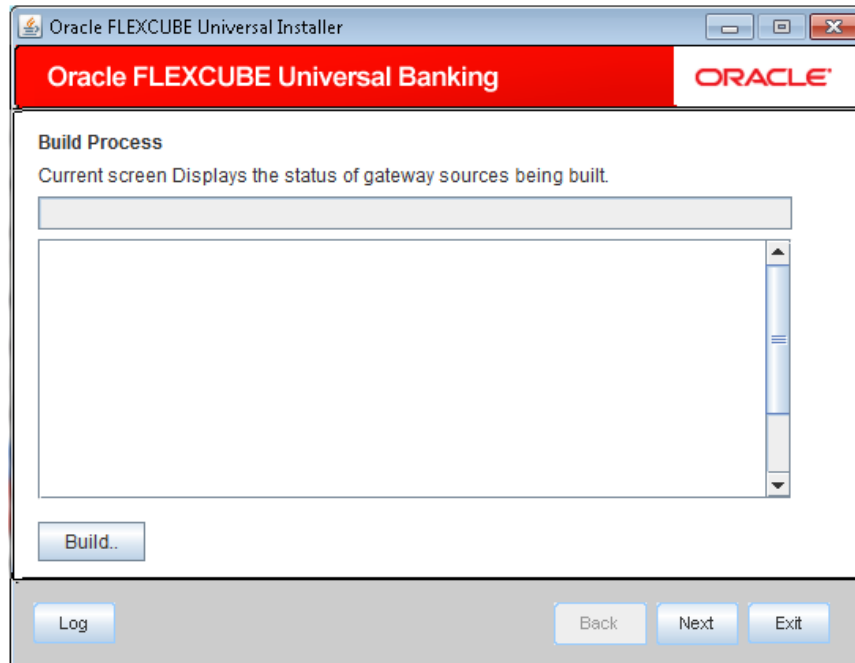 Oracle FLEXCUBE Universal Installer
Oracle FLEXCUBE Universal Banking
ORACLE
Build Process
Current screen Displays the status of gateway sources being built.
Build..
Log
Back
Next
Exit